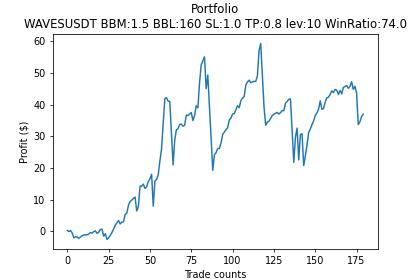 Portfolio
WAVESUSDT BBM:1.5 BBL:160 SL:1.0 TP:0.8 lev:10 WinRatio:74.0
60
50
40
30
20
10
0
Profit ($)
0 25 50 75 100 125 150 175
Trade counts